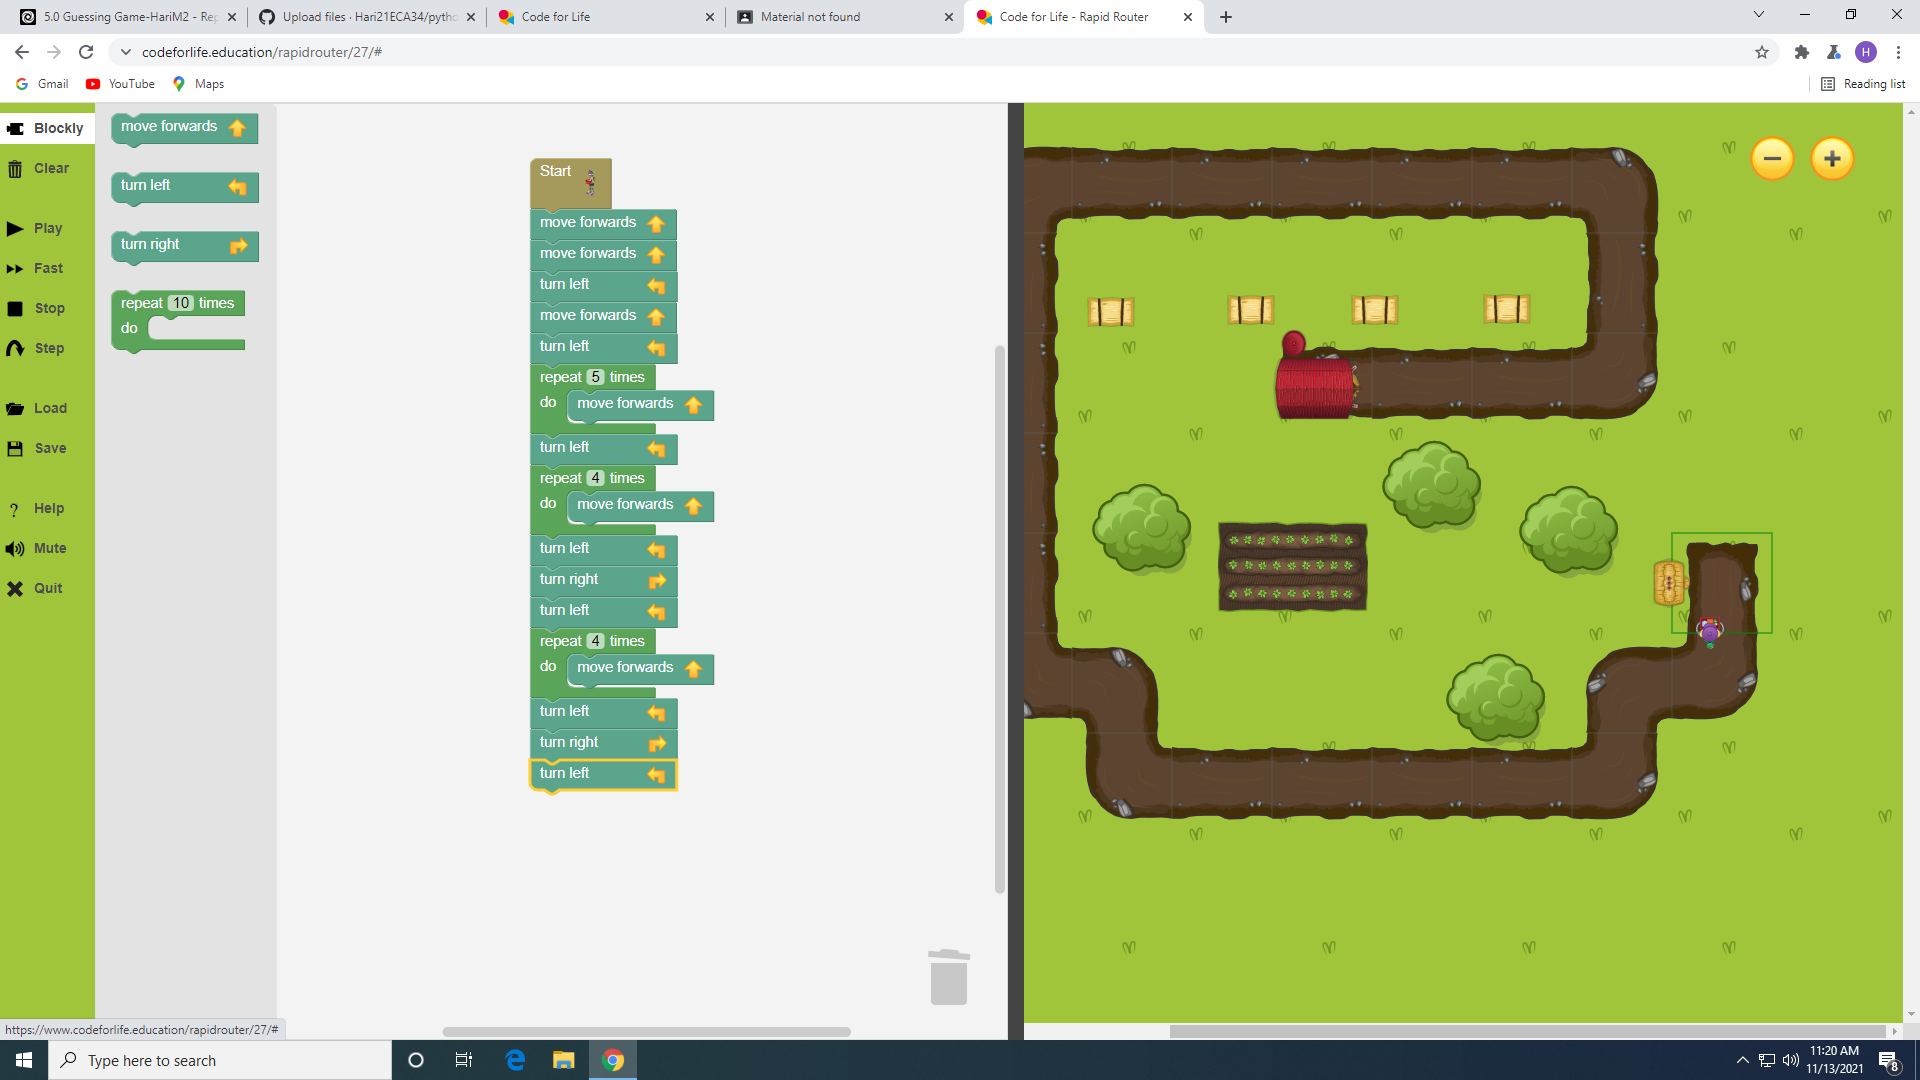 5.0 Guessing Game-HariM2 - Rep
Upload files · Hari21ECA34/pytho
Code for Life
Material not found
Code for Life - Rapid Router
codeforlife.education/rapidrouter/27/#
H
Gmail
YouTube
Maps
Reading list
Blockly
Clear
Play
Fast
Stop
Step
Load
Save
Help
Mute
Quit
move forwards
turn left
turn right
repeat 10 times
do
Start
move forwards
move forwards
turn left
move forwards
turn left
repeat 5 times
do move forwards
turn left
repeat 4 times
do move forwards
turn left
turn right
turn left
repeat 4 times
do move forwards
turn left
turn right
turn left
https://www.codeforlife.education/rapidrouter/27/#
Type here to search
11:20 AM
11/13/2021
8